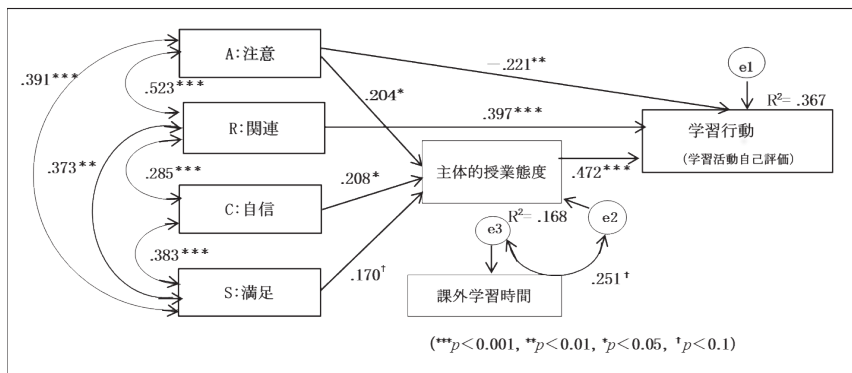 A:注意
－.221**
e1
.391***
.523***
.204*
R²= .367
R:関連
.397***
学習行動
(学習活動自己評価)
.373**
.285***
主体的授業態度
.472***
C:自信
.208*
R²= .168
e2
e3
.383***
.170†
.251†
S:満足
課外学習時間
(***p＜0.001, **p＜0.01, *p＜0.05, †p＜0.1)